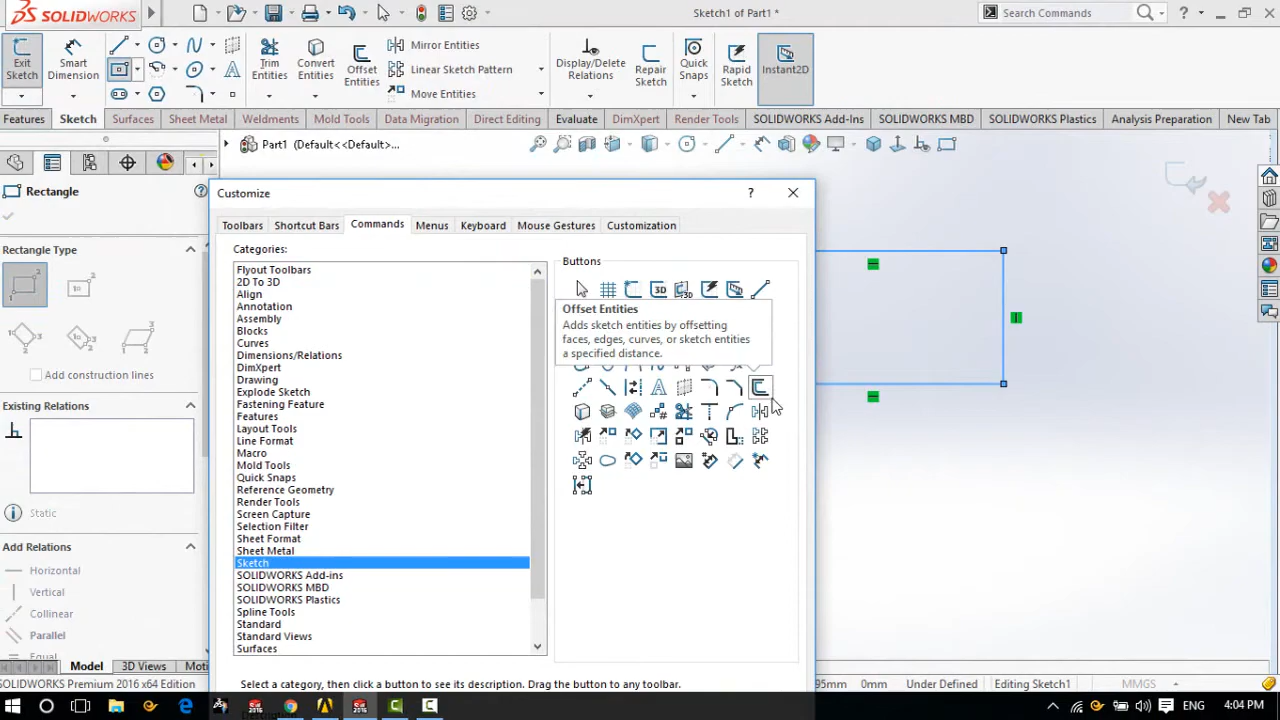 SOLIDWORKS
Sketch1 of Part1 *
Search Commands
?
Exit
Sketch
Smart
Dimension
Trim
Entities
Convert
Entities
Offset
Entities
Mirror Entities
Linear Sketch Pattern
Move Entities
Display/Delete
Relations
Repair
Sketch
Quick
Snaps
Rapid
Sketch
Instant2D
Features
Sketch
Surfaces
Sheet Metal
Weldments
Mold Tools
Data Migration
Direct Editing
Evaluate
DimXpert
Render Tools
SOLIDWORKS Add-Ins
SOLIDWORKS MBD
SOLIDWORKS Plastics
Analysis Preparation
New Tab
Part1 (Default<<Default>...
Rectangle
Rectangle Type
Add construction lines
Existing Relations
Static
Add Relations
Horizontal
Vertical
Collinear
Parallel
Equal
Customize
?
Toolbars
Shortcut Bars
Commands
Menus
Keyboard
Mouse Gestures
Customization
Categories:
Flyout Toolbars
2D To 3D
Align
Annotation
Assembly
Blocks
Curves
Dimensions/Relations
DimXpert
Drawing
Explode Sketch
Fastening Feature
Features
Layout Tools
Line Format
Macro
Mold Tools
Quick Snaps
Reference Geometry
Render Tools
Screen Capture
Selection Filter
Sheet Format
Sheet Metal
Sketch
SOLIDWORKS Add-ins
SOLIDWORKS MBD
SOLIDWORKS Plastics
Spline Tools
Standard
Standard Views
Surfaces
Buttons
Offset Entities
Adds sketch entities by offsetting
faces, edges, curves, or sketch entities
a specified distance.
Select a category, then click a button to see its description. Drag the button to any toolbar.
Model
3D Views
SOLIDWORKS Premium 2016 x64 Edition
95mm
0mm
Under Defined
Editing Sketch1
MMGS
4:04 PM